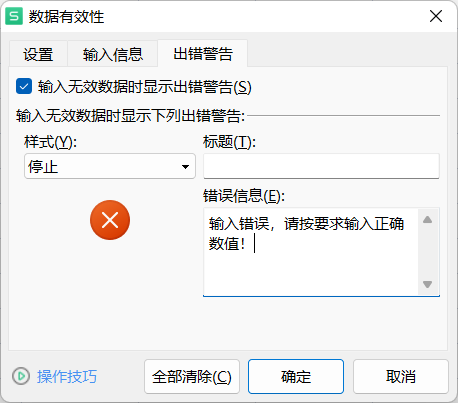 S 数据有效性
设置 输入信息 出错警告
输入无效数据时显示出错警告(S)
输入无效数据时显示下列出错警告:
样式(Y): 标题(T):
停止
错误信息(E):
输入错误，请按要求输入正确
数值！
操作技巧 全部清除(C) 确定 取消